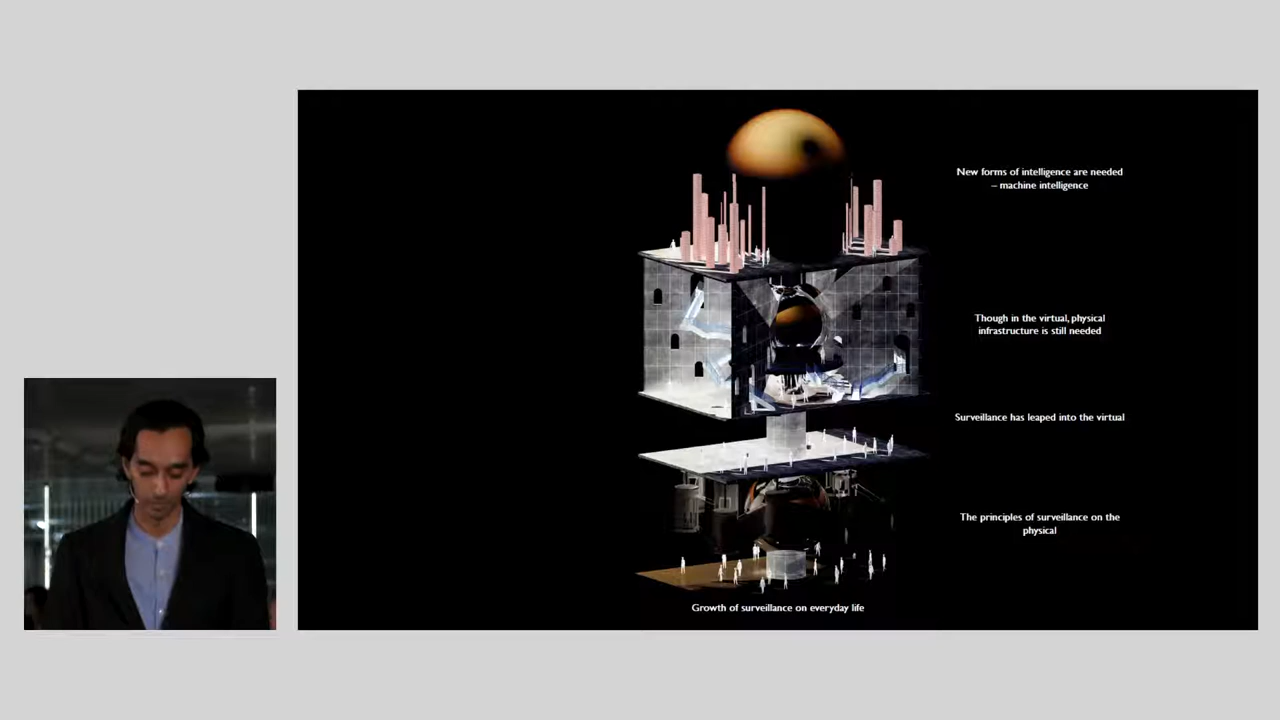 New forms of intelligence are needed
– machine intelligence
Though in the virtual, physical
infrastructure is still needed
Surveillance has leaped into the virtual
The principles of surveillance on the
physical
Growth of surveillance on everyday life